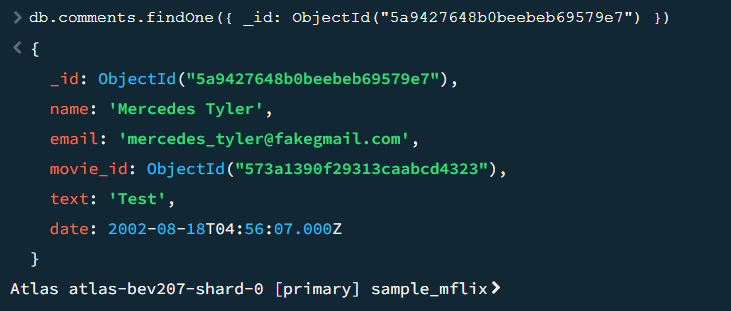 > db.comments.findOne({ _id: ObjectId("5a9427648b0beebeb69579e7") })
< {
_id: ObjectId("5a9427648b0beebeb69579e7"),
name: 'Mercedes Tyler',
email: 'mercedes_tyler@fakegmail.com',
movie_id: ObjectId("573a1390f29313caabcd4323"),
text: 'Test',
date: 2002-08-18T04:56:07.000Z
}
Atlas atlas-bev207-shard-0 [primary] sample_mflix>